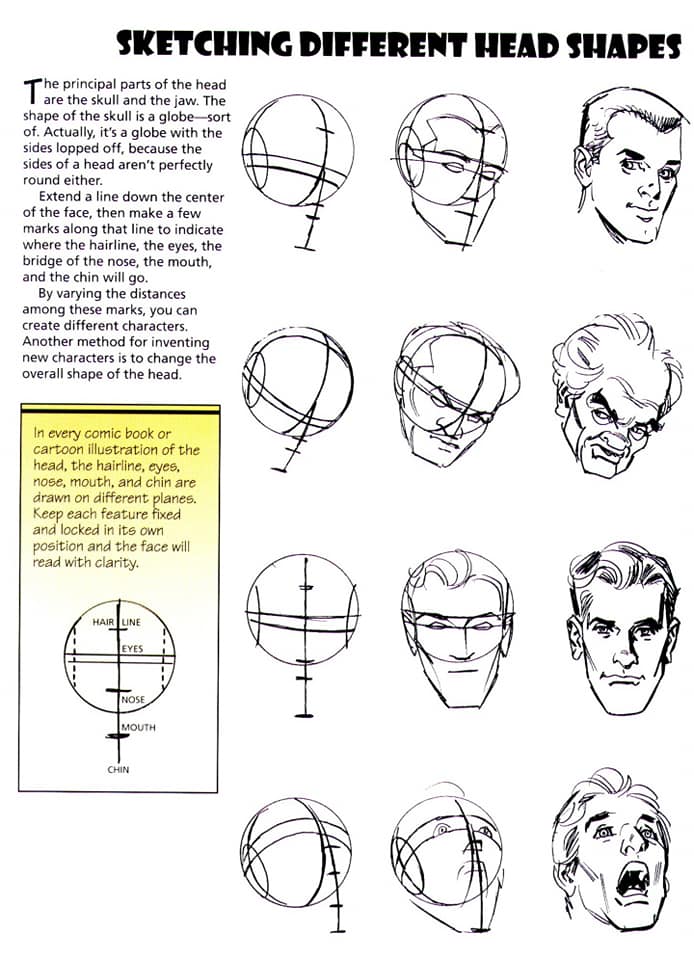 SKETCHING DIFFERENT HEAD SHAPES
The principal parts of the head
are the skull and the jaw. The
shape of the skull is a globe—sort
of. Actually, it's a globe with the
sides lopped off, because the
sides of a head aren't perfectly
round either.
Extend a line down the center
of the face, then make a few
marks along that line to indicate
where the hairline, the eyes, the
bridge of the nose, the mouth,
and the chin will go.
By varying the distances
among these marks, you can
create different characters.
Another method for inventing
new characters is to change the
overall shape of the head.
In every comic book or
cartoon illustration of the
head, the hairline, eyes,
nose, mouth, and chin are
drawn on different planes.
Keep each feature fixed
and locked in its own
position and the face will
read with clarity.
HAIR LINE
EYES
NOSE
MOUTH
CHIN